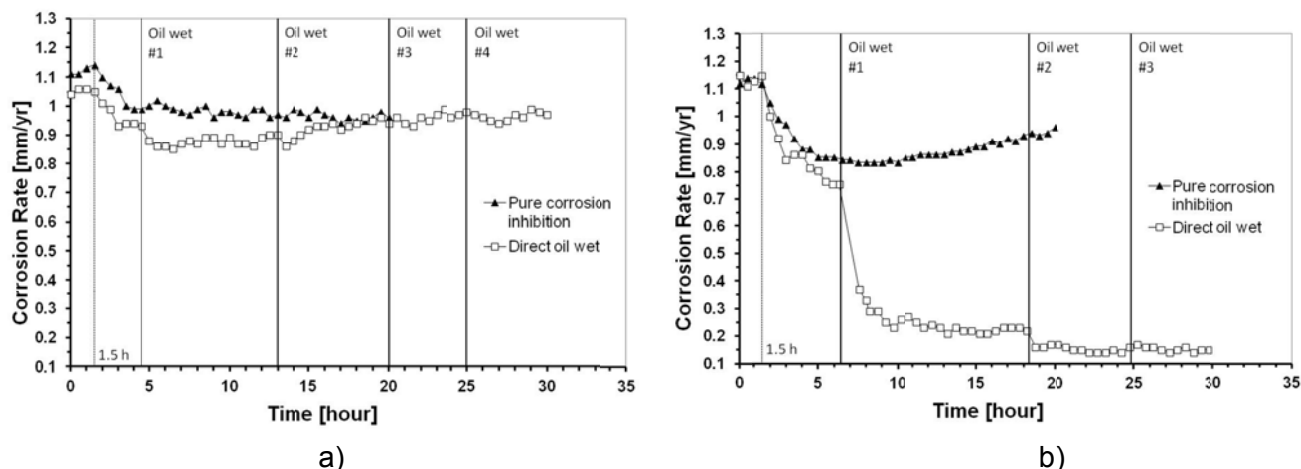 1.3
1.2
1.1
1
0.9
0.8
0.7
0.6
0.5
0.4
0.3
0.2
0.1
Corrosion Rate [mm/yr]
Oil wet
#1
Oil wet
#2
Oil wet
#3
Oil wet
#4
Pure corrosion
inhibition
Direct oil wet
1.5 h
0 5 10 15 20 25 30 35
Time [hour]
a)
1.3
1.2
1.1
1
0.9
0.8
0.7
0.6
0.5
0.4
0.3
0.2
0.1
Corrosion Rate [mm/yr]
Oil wet
#1
Oil wet
#2
Oil wet
#3
Pure corrosion
inhibition
Direct oil wet
1.5 h
0 5 10 15 20 25 30 35
Time [hour]
b)